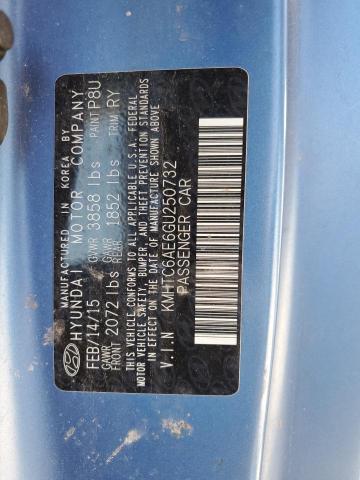 MANUFACTURED IN KOREA BY
HYUNDAI MOTOR COMPANY
FEB/14/15 GVWR 3858 lbs PAINT P8U
GAWR FRONT 2072 lbs GAWR REAR 1852 lbs TRIM RY
THIS VEHICLE CONFORMS TO ALL APPLICABLE U.S.A. FEDERAL
MOTOR VEHICLE SAFETY, BUMPER, AND THEFT PREVENTION STANDARDS
IN EFFECT ON THE DATE OF MANUFACTURE SHOWN ABOVE.
V.I.N KMHTC6AE6GU250732
PASSENGER CAR